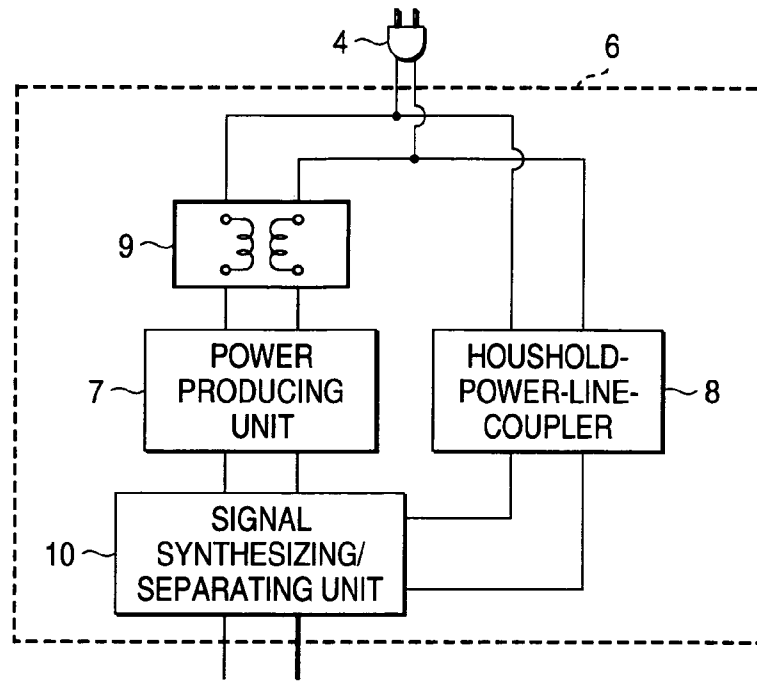 4
6
9
POWER
PRODUCING
UNIT
7
HOUSHOLD-
POWER-LINE-
COUPLER
8
SIGNAL
SYNTHESIZING/
SEPARATING UNIT
10